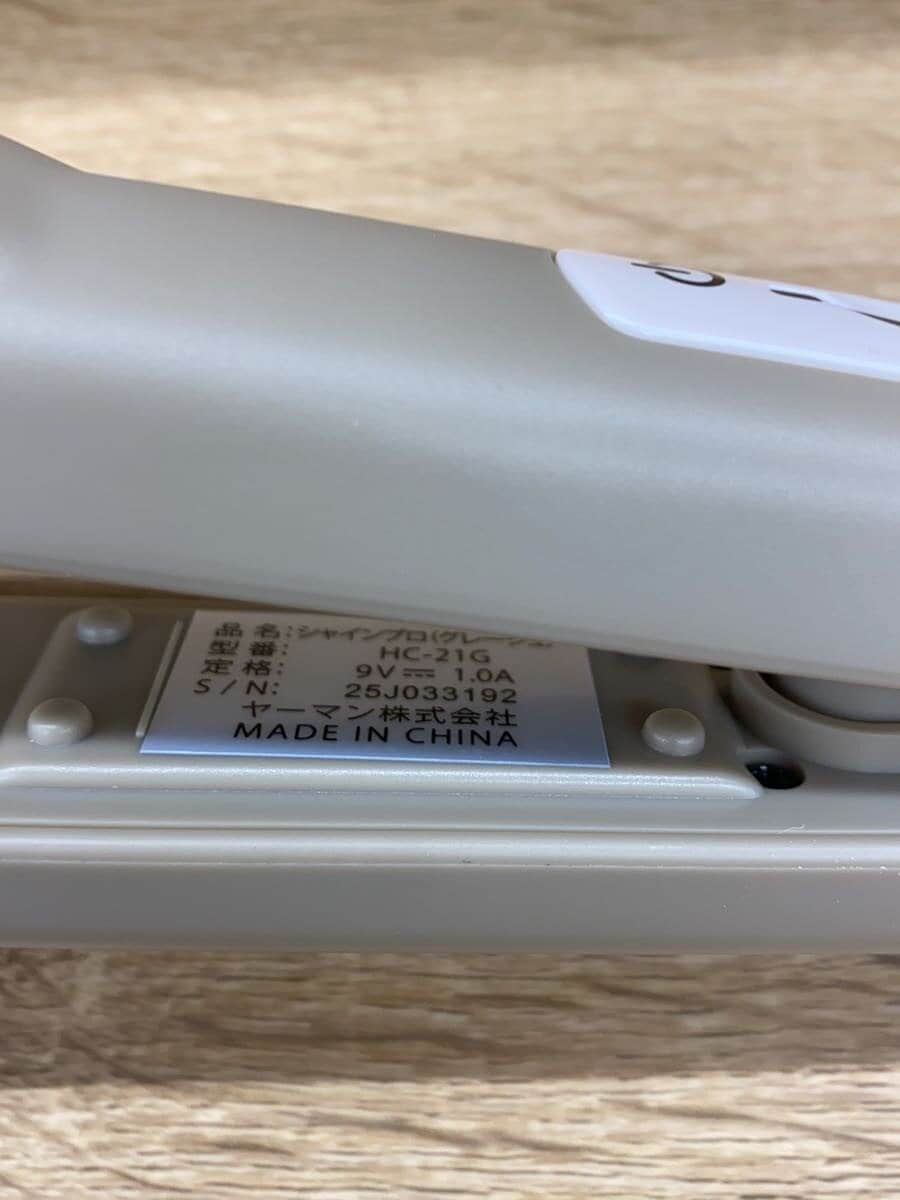 品 名:シャインプロ(グレージュ)
型 番: HC-21G
定 格: 9V⎓ 1.0A
S / N: 25J033192
ヤーマン株式会社
MADE IN CHINA